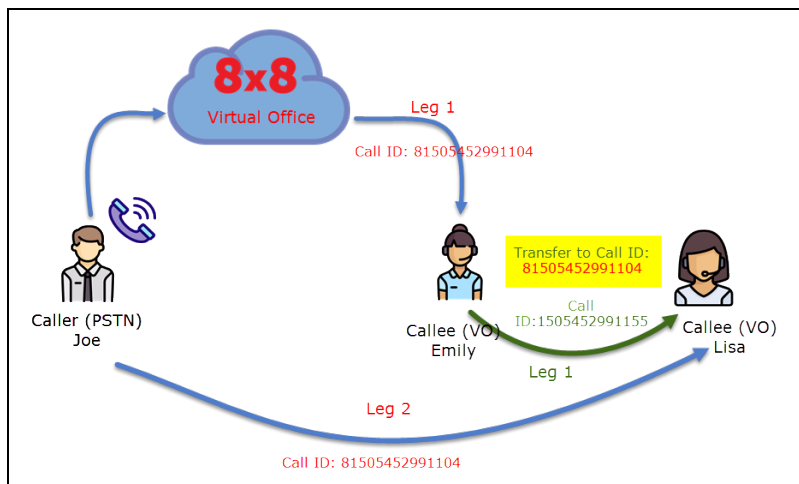 8x8
Virtual Office
Leg 1
Call ID: 81505452991104
Transfer to Call ID:
81505452991104
Call
ID:1505452991155
Caller (PSTN)
Joe
Callee (VO)
Emily
Callee (VO)
Lisa
Leg 1
Leg 2
Call ID: 81505452991104